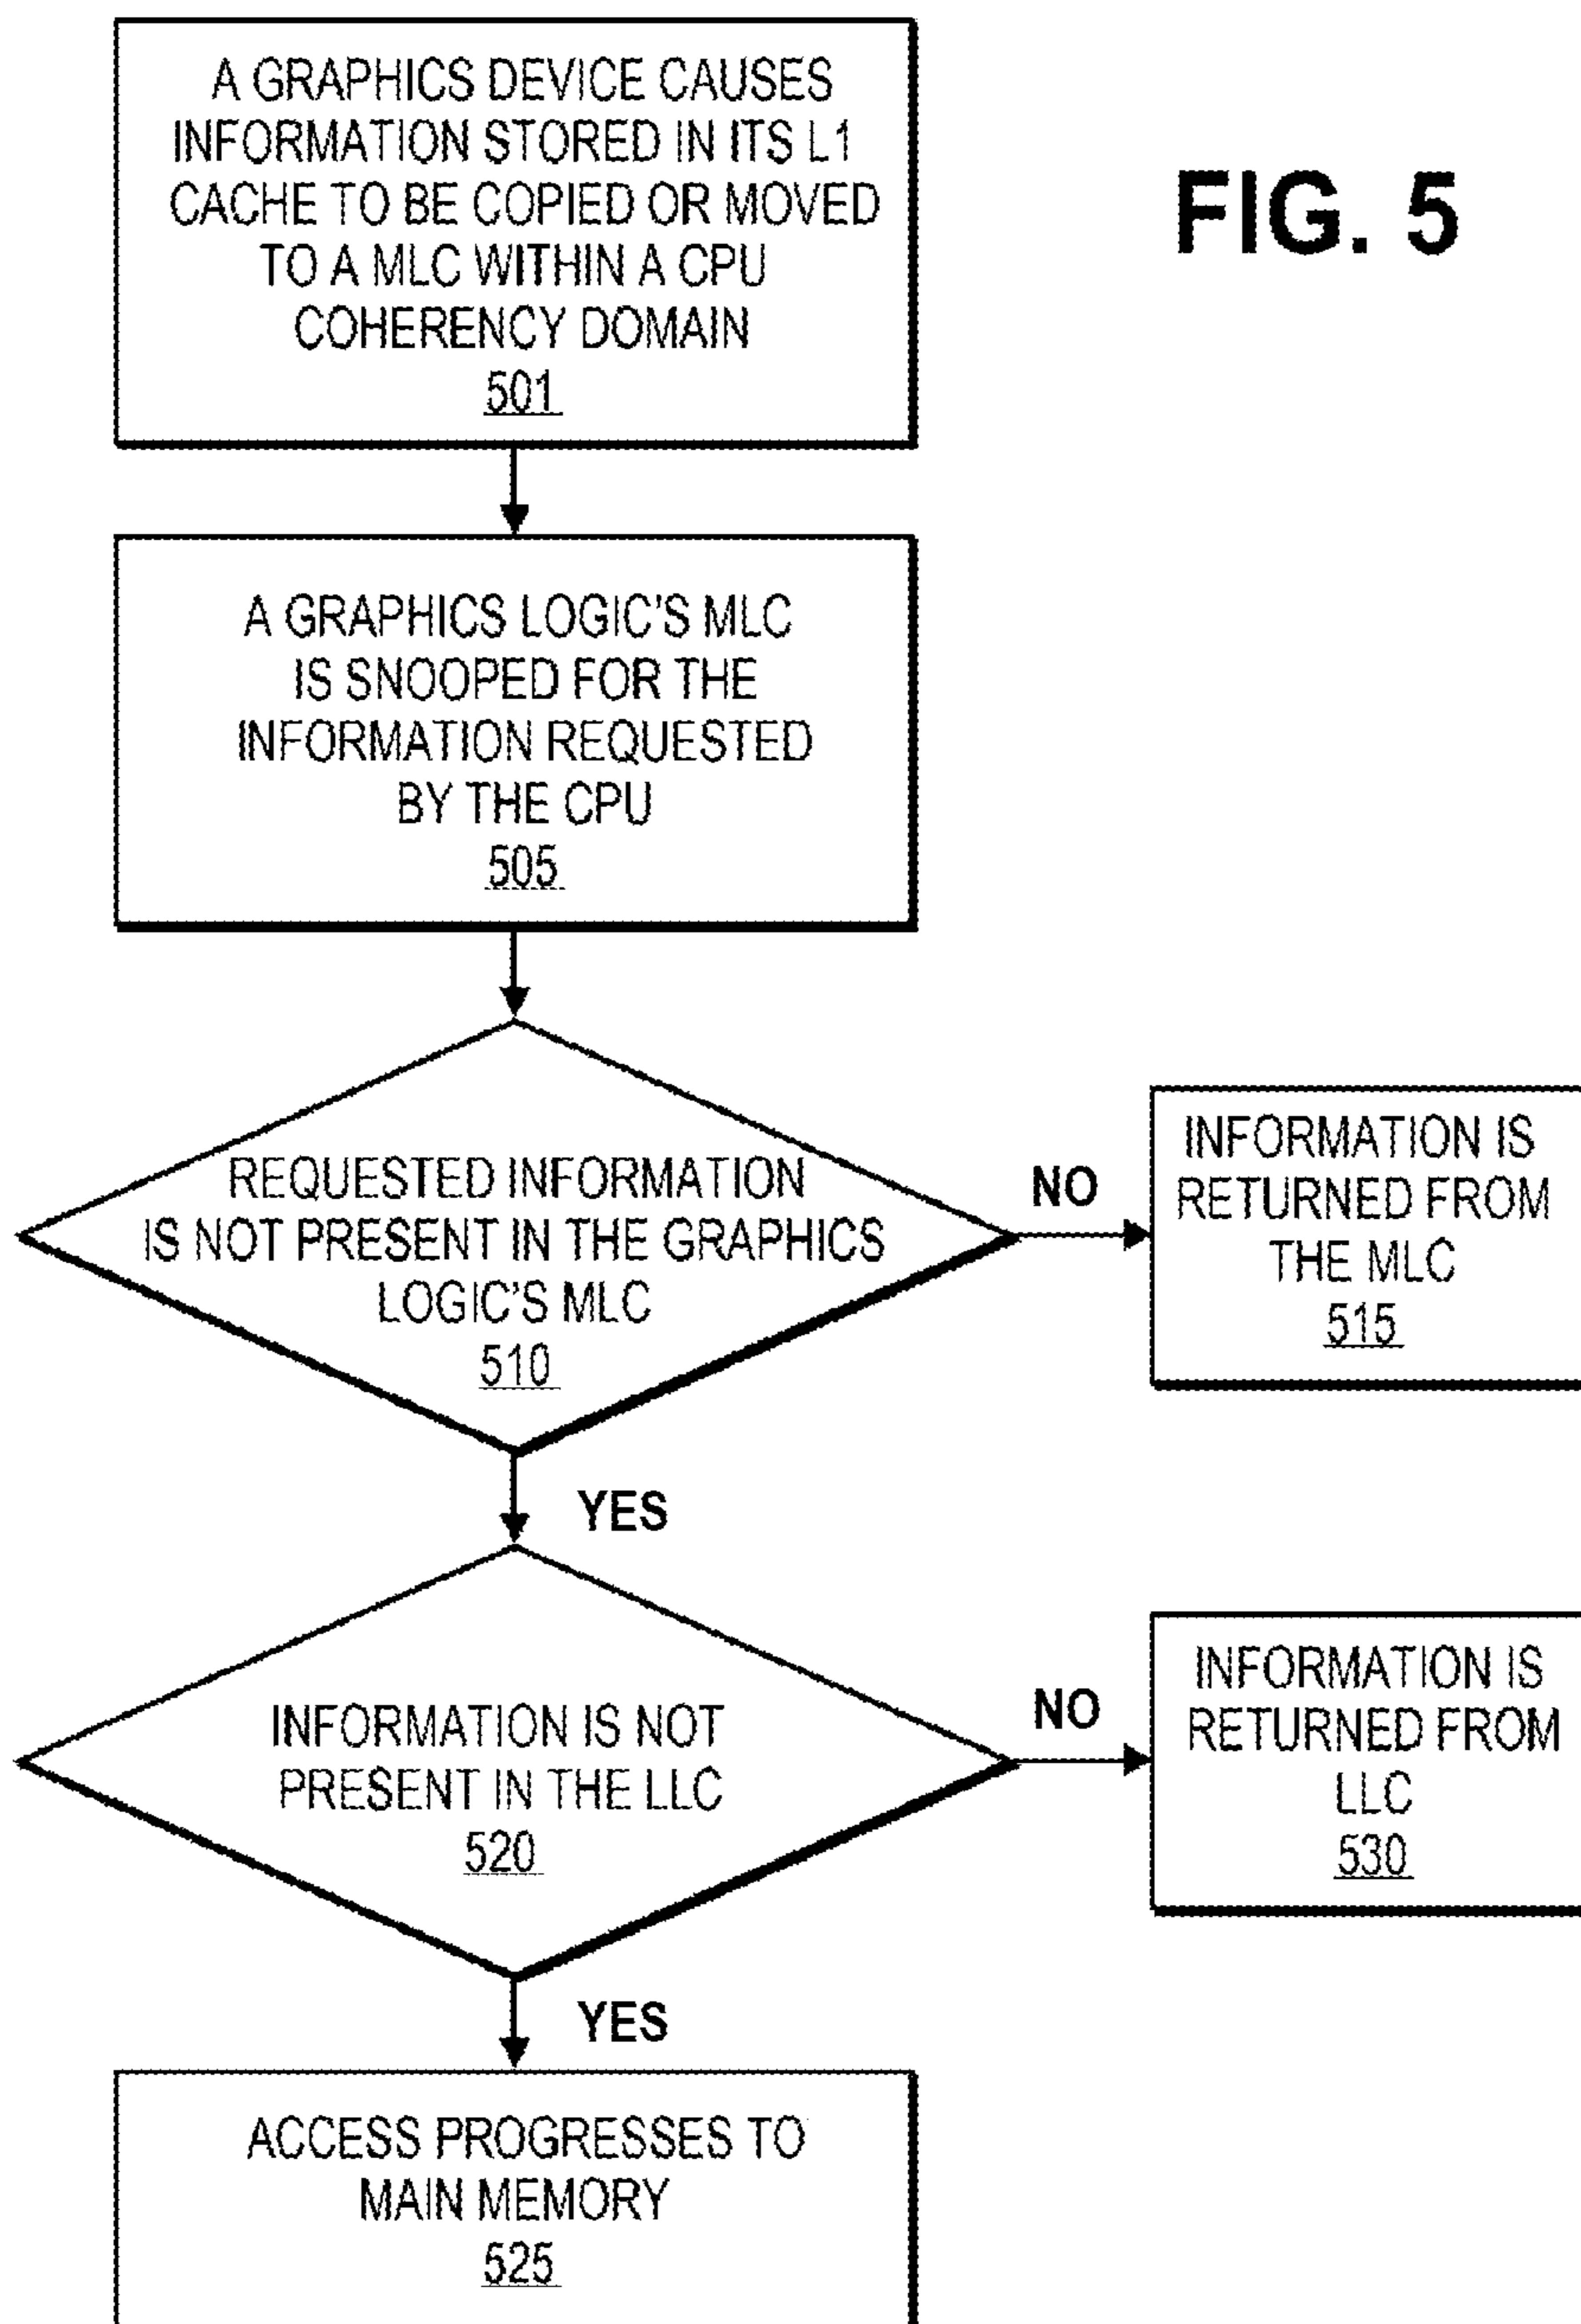 FIG. 5
A GRAPHICS DEVICE CAUSES
INFORMATION STORED IN ITS L1
CACHE TO BE COPIED OR MOVED
TO A MLC WITHIN A CPU
COHERENCY DOMAIN
501
A GRAPHICS LOGIC'S MLC
IS SNOOPED FOR THE
INFORMATION REQUESTED
BY THE CPU
505
REQUESTED INFORMATION
IS NOT PRESENT IN THE GRAPHICS
LOGIC'S MLC
510
NO
INFORMATION IS
RETURNED FROM
THE MLC
515
YES
INFORMATION IS NOT
PRESENT IN THE LLC
520
NO
INFORMATION IS
RETURNED FROM
LLC
530
YES
ACCESS PROGRESSES TO
MAIN MEMORY
525